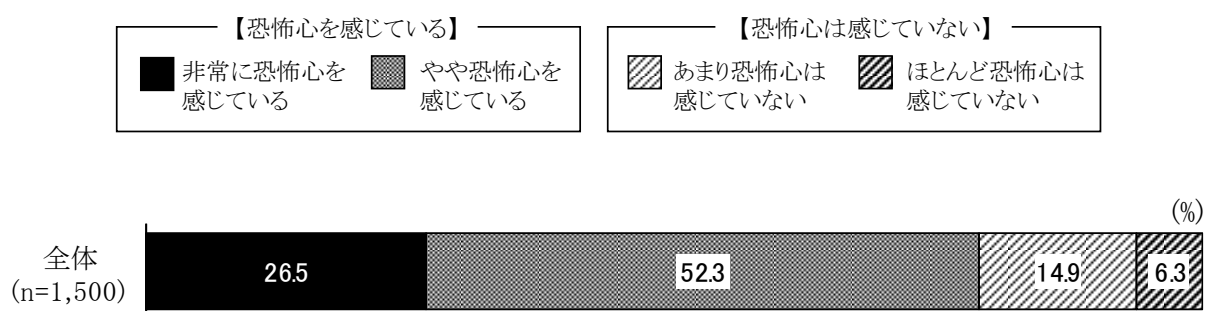 【恐怖心を感じている】
非常に恐怖心を
感じている
やや恐怖心を
感じている
【恐怖心は感じていない】
あまり恐怖心は
感じていない
ほとんど恐怖心は
感じていない
(%)
全体
(n=1,500)
26.5
52.3
14.9
6.3